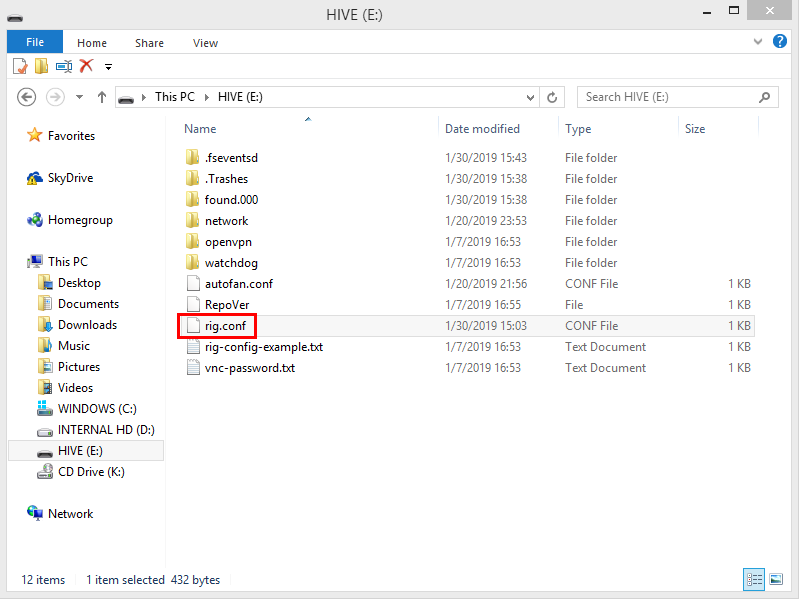 HIVE (E:)
File Home Share View
This PC HIVE (E:) Search HIVE (E:)
Name Date modified Type Size
Favorites
SkyDrive
Homegroup
This PC
Desktop
Documents
Downloads
Music
Pictures
Videos
WINDOWS (C:)
INTERNAL HD (D:)
HIVE (E:)
CD Drive (K:)
Network
.fseventsd 1/30/2019 15:43 File folder
.Trashes 1/30/2019 15:38 File folder
found.000 1/30/2019 15:38 File folder
network 1/20/2019 23:53 File folder
openvpn 1/7/2019 16:53 File folder
watchdog 1/7/2019 16:53 File folder
autofan.conf 1/20/2019 21:56 CONF File 1 KB
RepoVer 1/7/2019 16:55 File 1 KB
rig.conf 1/30/2019 15:03 CONF File 1 KB
rig-config-example.txt 1/7/2019 16:53 Text Document 1 KB
vnc-password.txt 1/7/2019 16:53 Text Document 1 KB
12 items 1 item selected 432 bytes